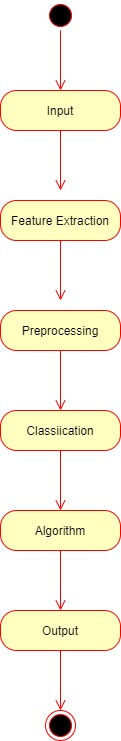 Input
Feature Extraction
Preprocessing
Classiication
Algorithm
Output